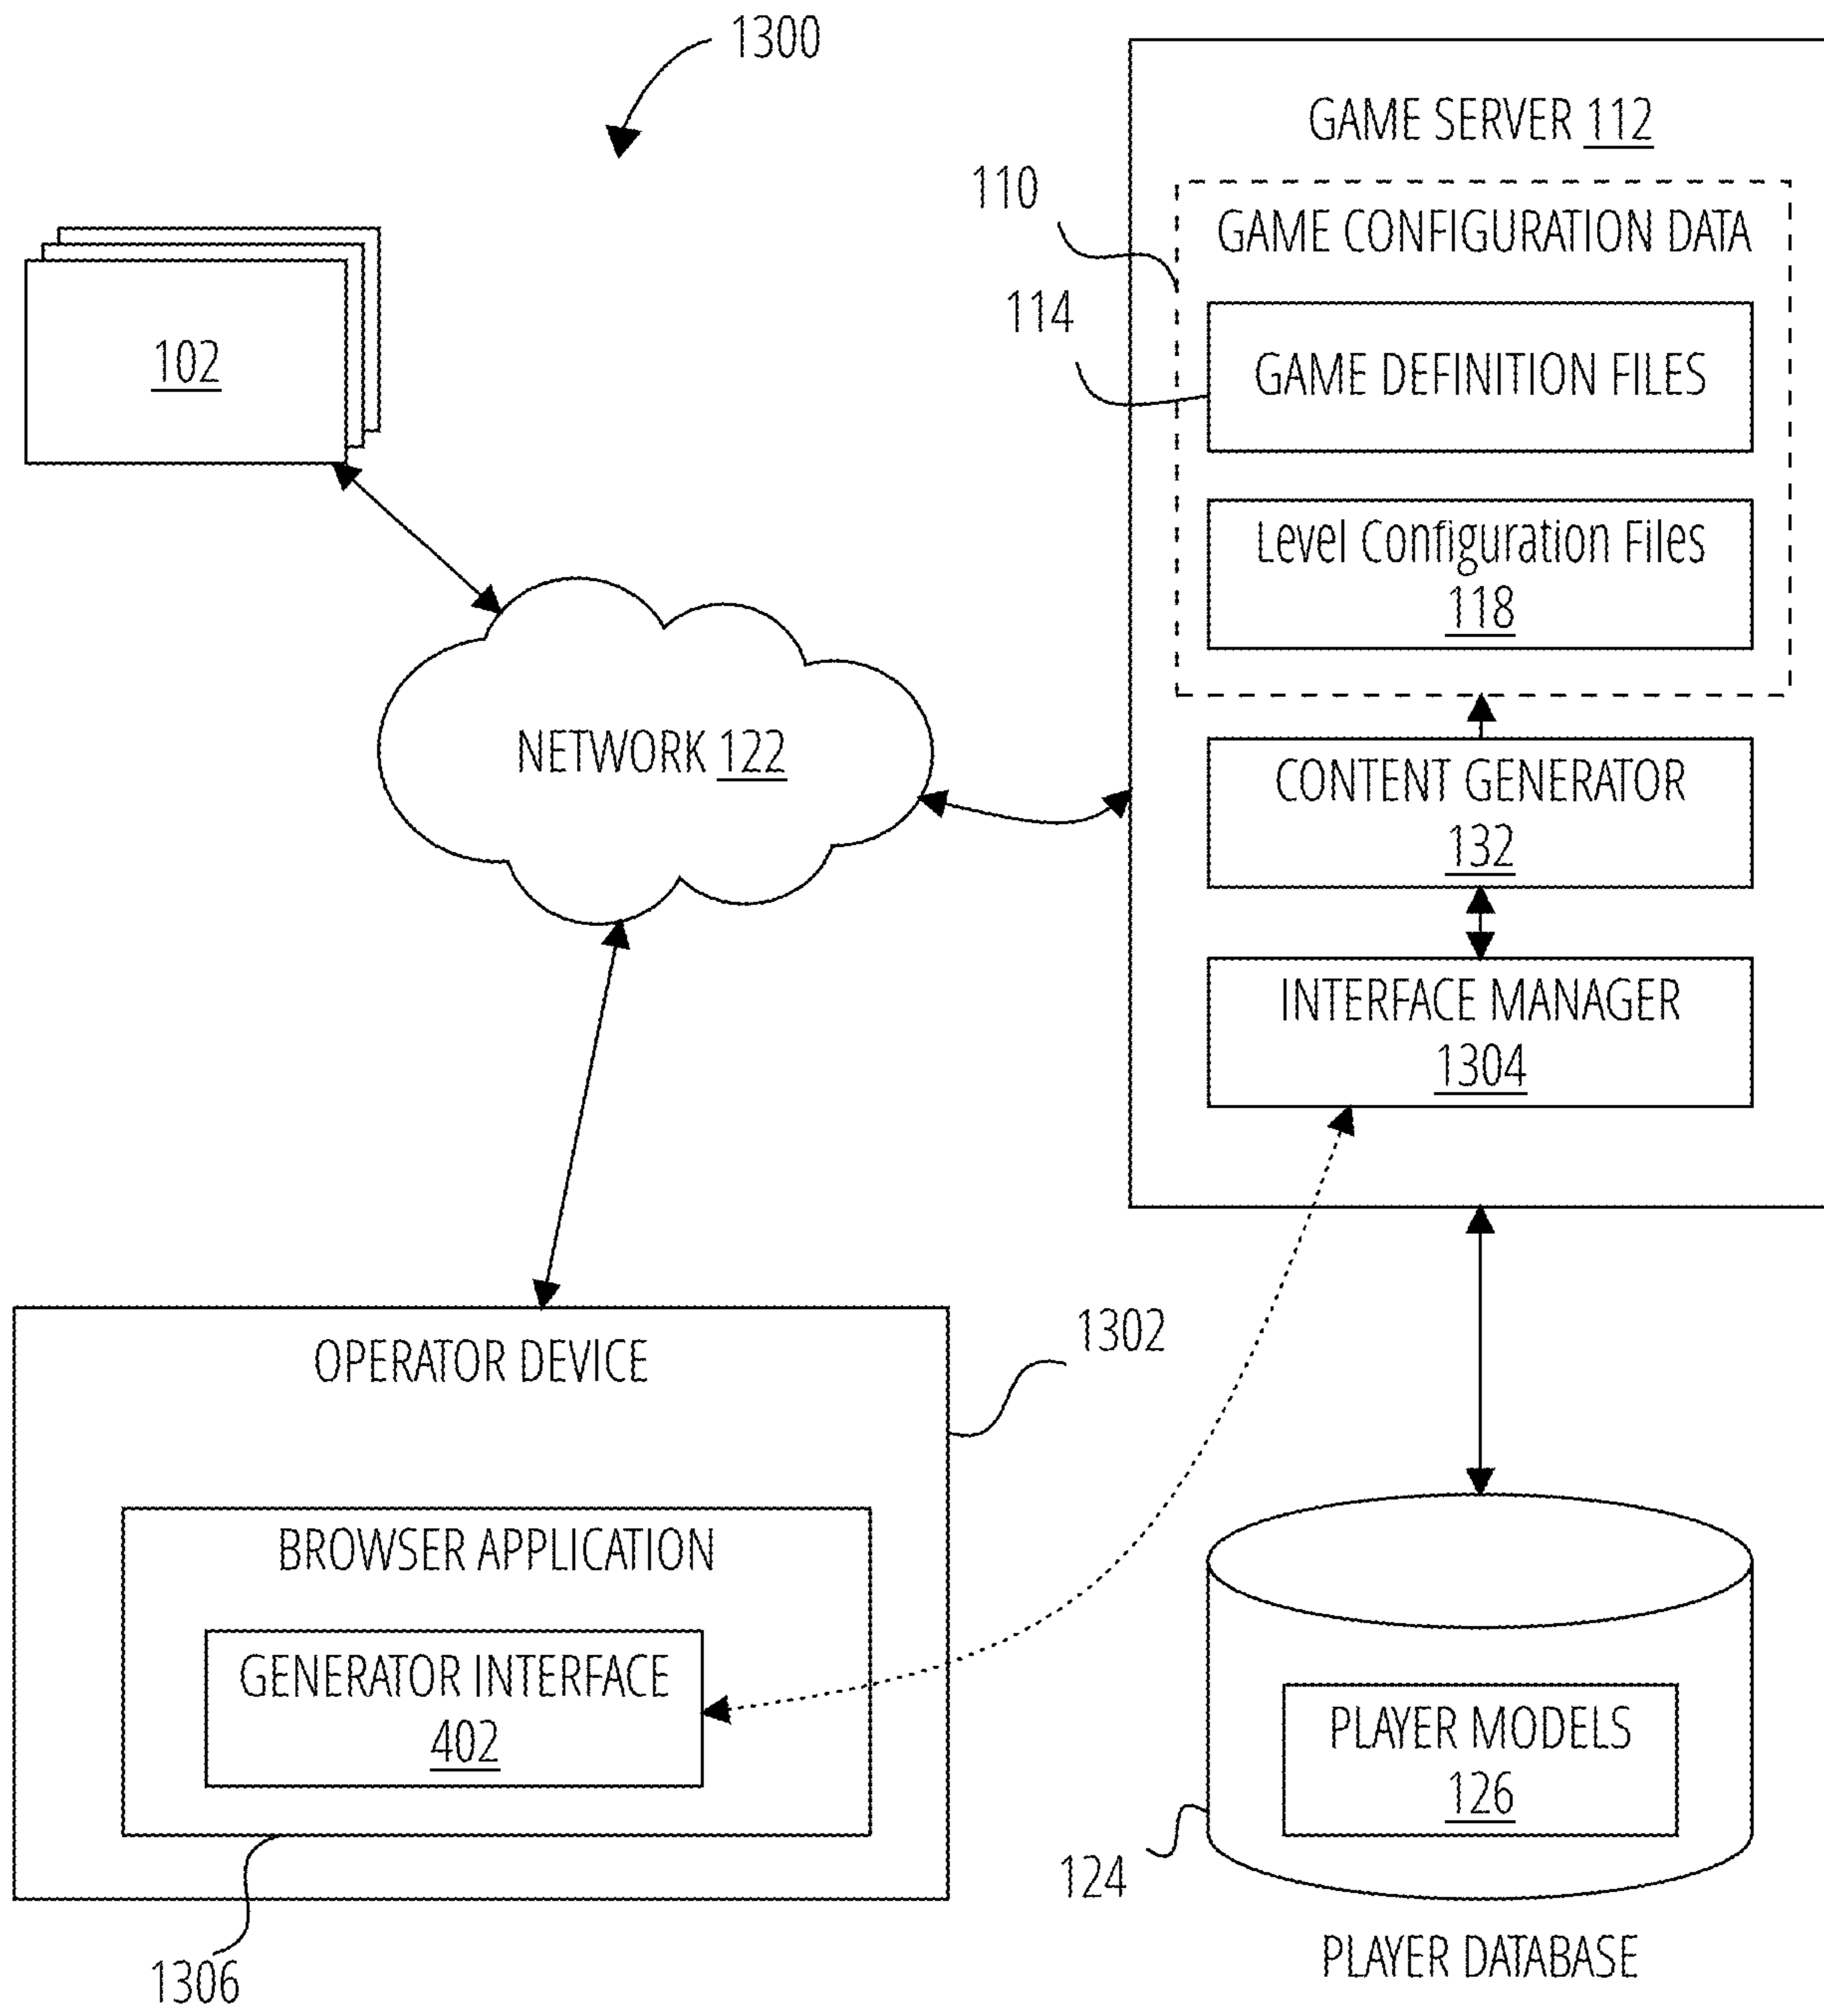 1300
GAME SERVER 112
110
GAME CONFIGURATION DATA
114
GAME DEFINITION FILES
102
Level Configuration Files
118
NETWORK 122
CONTENT GENERATOR
132
INTERFACE MANAGER
1304
OPERATOR DEVICE
1302
BROWSER APPLICATION
GENERATOR INTERFACE
402
PLAYER MODELS
126
124
1306
PLAYER DATABASE